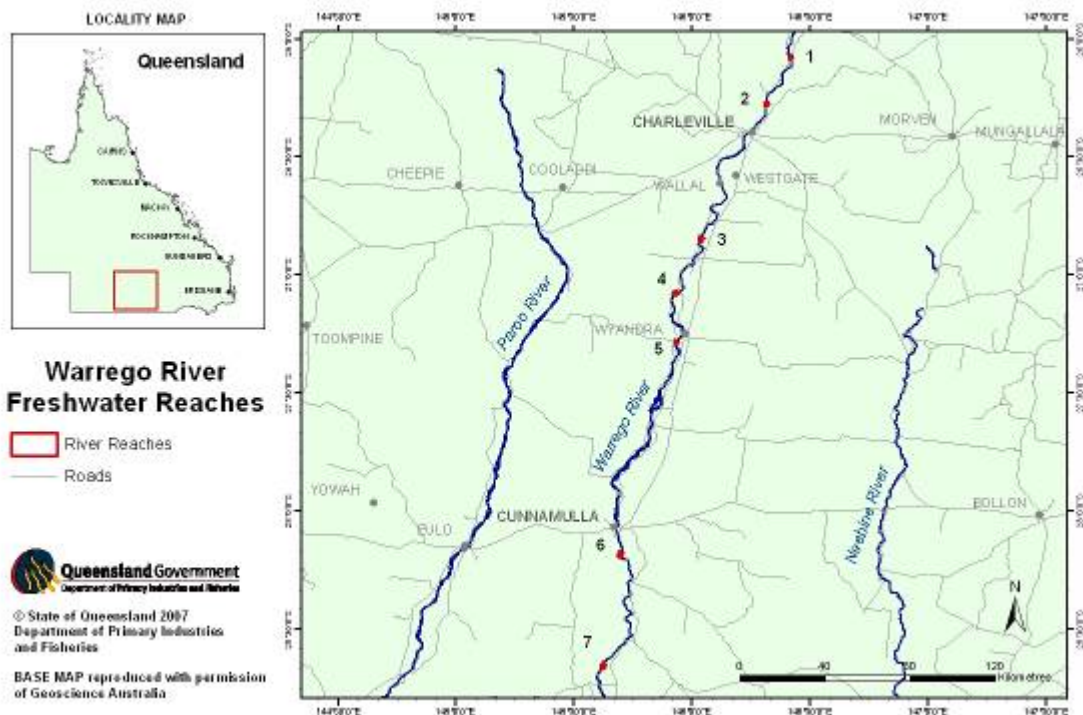 LOCALITY MAP
Queensland
CAIRNS
TOWNSVILLE
MACKAY
ROCKHAMPTON
BUNDABERG
BRISBANE
Warrego River
Freshwater Reaches
River Reaches
Roads
Queensland Government
Department of Primary Industries and Fisheries
© State of Queensland 2007
Department of Primary Industries
and Fisheries
BASE MAP reproduced with permission
of Geoscience Australia
1
2
CHARLEVILLE
MORVEN
MUNGALLALA
CHEEPIE
COOLADDI
WALLAL
WESTGATE
3
4
Paroo River
WYANDRA
TOOMPINE
5
Warrego River
YOWAH
CUNNAMULLA
EULO
BOLLON
Nebine River
6
7
N
0 40 80 120
Kilometres